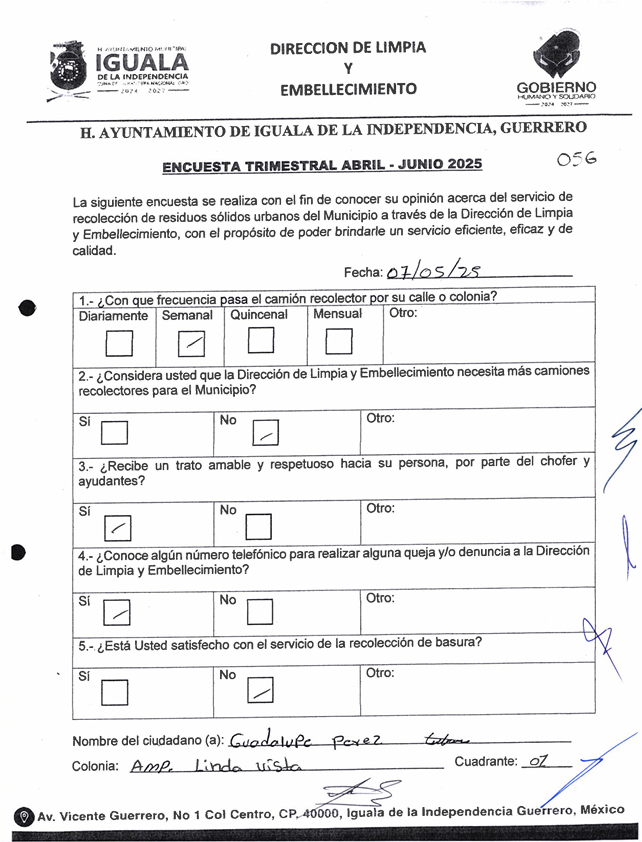 H. AYUNTAMIENTO MUNICIPAL
IGUALA
DE LA INDEPENDENCIA
2024 - 2027
DIRECCION DE LIMPIA
Y
EMBELLECIMIENTO
GOBIERNO
HUMANO Y SOLIDARIO
2024 - 2027
H. AYUNTAMIENTO DE IGUALA DE LA INDEPENDENCIA, GUERRERO
ENCUESTA TRIMESTRAL ABRIL - JUNIO 2025
056
La siguiente encuesta se realiza con el fin de conocer su opinión acerca del servicio de
recolección de residuos sólidos urbanos del Municipio a través de la Dirección de Limpia
y Embellecimiento, con el propósito de poder brindarle un servicio eficiente, eficaz y de
calidad.
Fecha: 07/05/25
1.- ¿Con que frecuencia pasa el camión recolector por su calle o colonia?
Diariamente Semanal Quincenal Mensual Otro:
2.- ¿Considera usted que la Dirección de Limpia y Embellecimiento necesita más camiones
recolectores para el Municipio?
Sí No Otro:
3.- ¿Recibe un trato amable y respetuoso hacia su persona, por parte del chofer y
ayudantes?
Sí No Otro:
4.- ¿Conoce algún número telefónico para realizar alguna queja y/o denuncia a la Dirección
de Limpia y Embellecimiento?
Sí No Otro:
5.- ¿Está Usted satisfecho con el servicio de la recolección de basura?
Sí No Otro:
Nombre del ciudadano (a): Guadalupe Perez
Colonia: Amp. Linda vista Cuadrante: 01
Av. Vicente Guerrero, No 1 Col Centro, CP. 40000, Iguala de la Independencia Guerrero, México